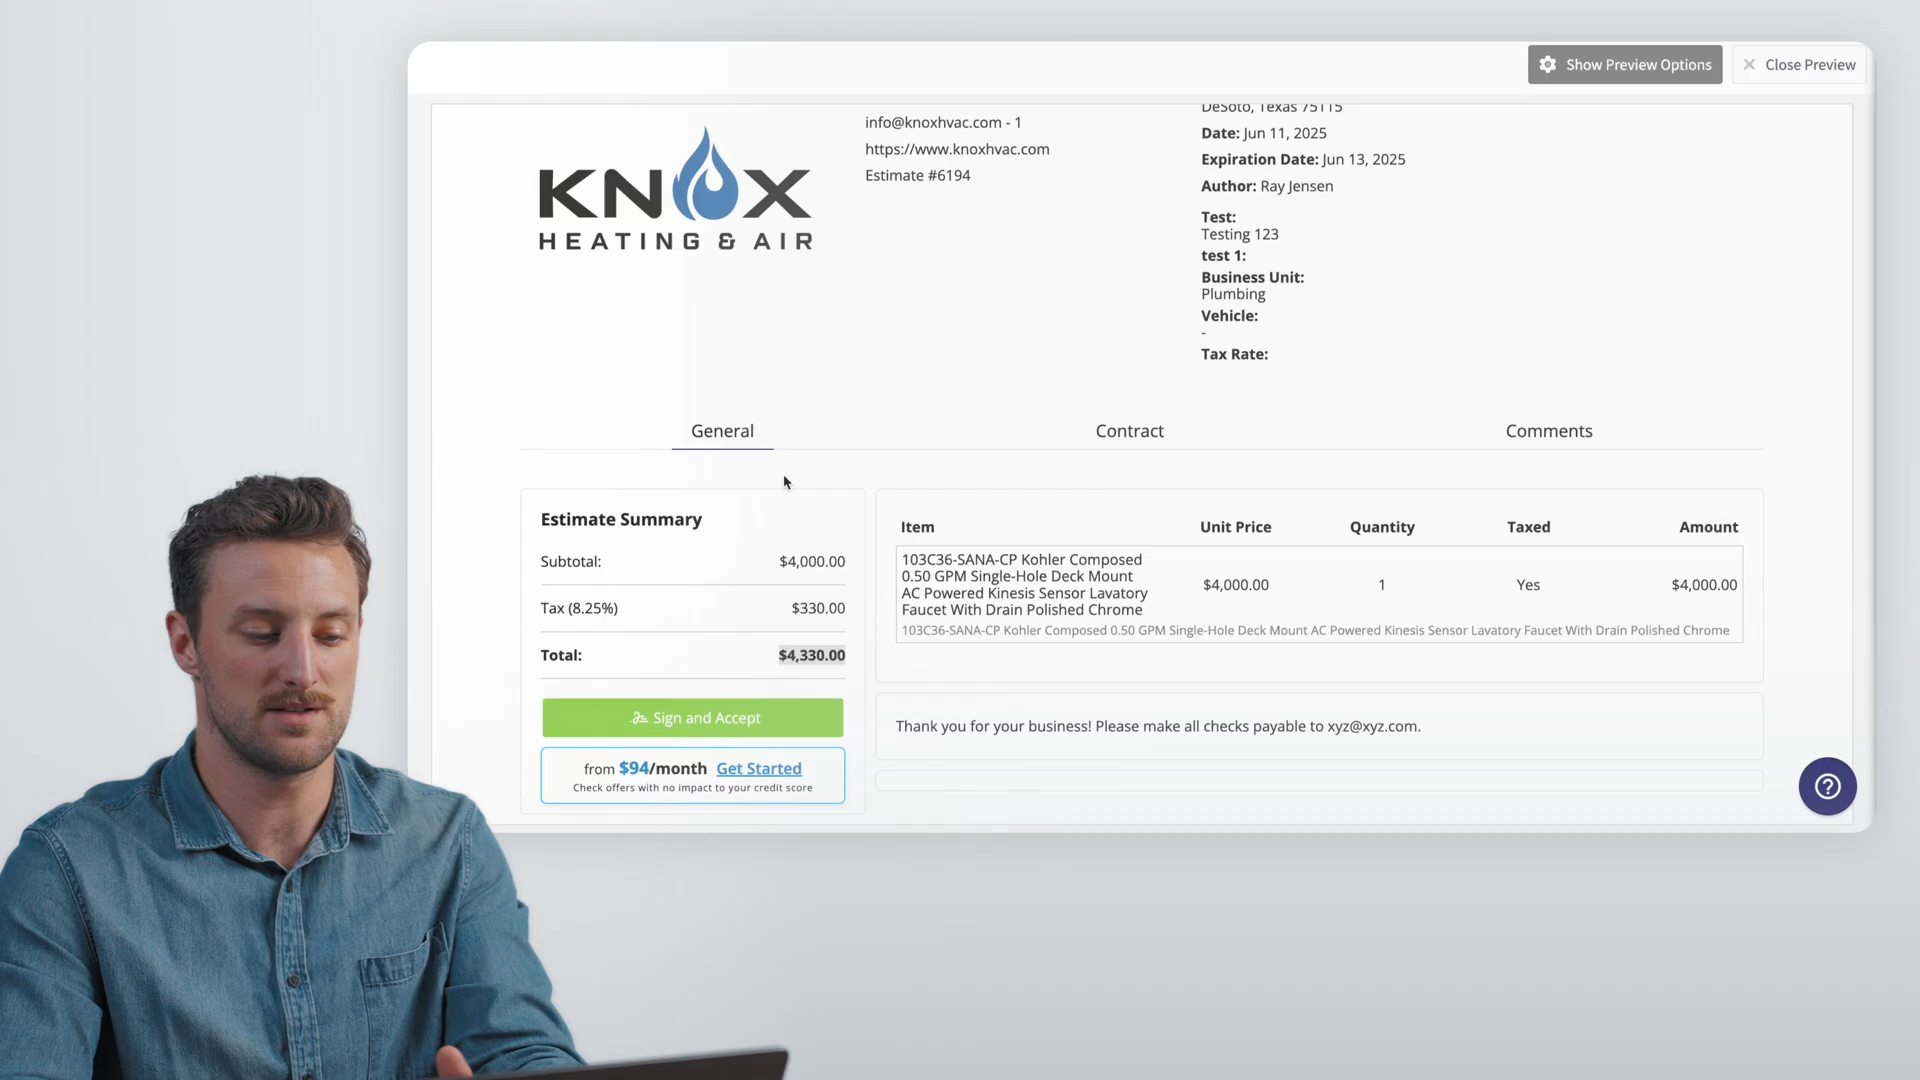 Show Preview Options
Close Preview
KNOX
HEATING & AIR
info@knoxhvac.com - 1
https://www.knoxhvac.com
Estimate #6194
DeSoto, Texas 75115
Date: Jun 11, 2025
Expiration Date: Jun 13, 2025
Author: Ray Jensen
Test:
Testing 123
test 1:
Business Unit:
Plumbing
Vehicle:
-
Tax Rate:
General
Contract
Comments
Estimate Summary
Subtotal: $4,000.00
Tax (8.25%) $330.00
Total: $4,330.00
Sign and Accept
from $94/month Get Started
Check offers with no impact to your credit score
Item Unit Price Quantity Taxed Amount
103C36-SANA-CP Kohler Composed
0.50 GPM Single-Hole Deck Mount
AC Powered Kinesis Sensor Lavatory
Faucet With Drain Polished Chrome
$4,000.00 1 Yes $4,000.00
103C36-SANA-CP Kohler Composed 0.50 GPM Single-Hole Deck Mount AC Powered Kinesis Sensor Lavatory Faucet With Drain Polished Chrome
Thank you for your business! Please make all checks payable to xyz@xyz.com.
?